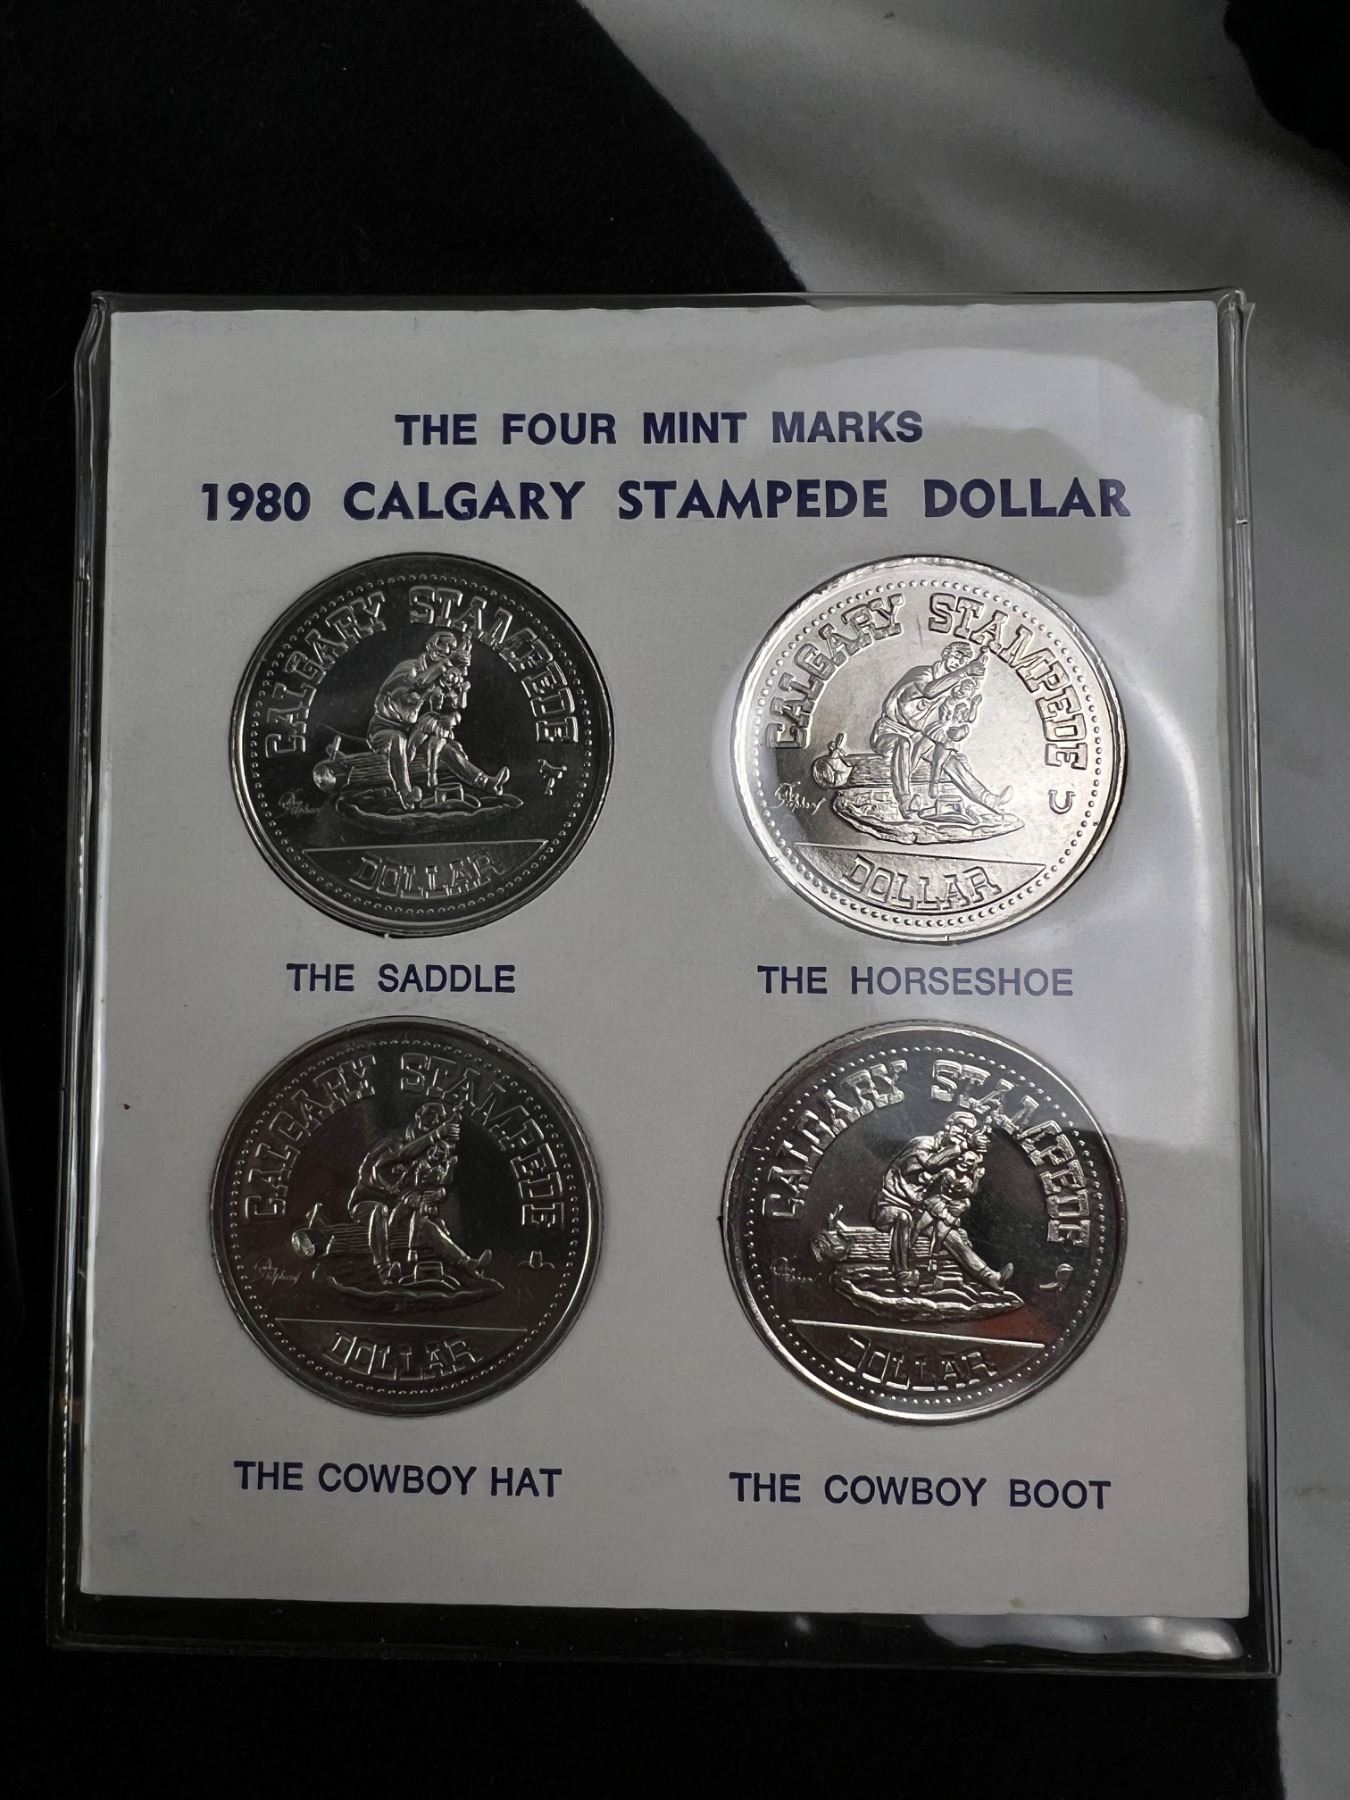 THE FOUR MINT MARKS
1980 CALGARY STAMPEDE DOLLAR
CALGARY STAMPEDE
DOLLAR
CALGARY STAMPEDE
DOLLAR
THE SADDLE
THE HORSESHOE
CALGARY STAMPEDE
DOLLAR
CALGARY STAMPEDE
DOLLAR
THE COWBOY HAT
THE COWBOY BOOT